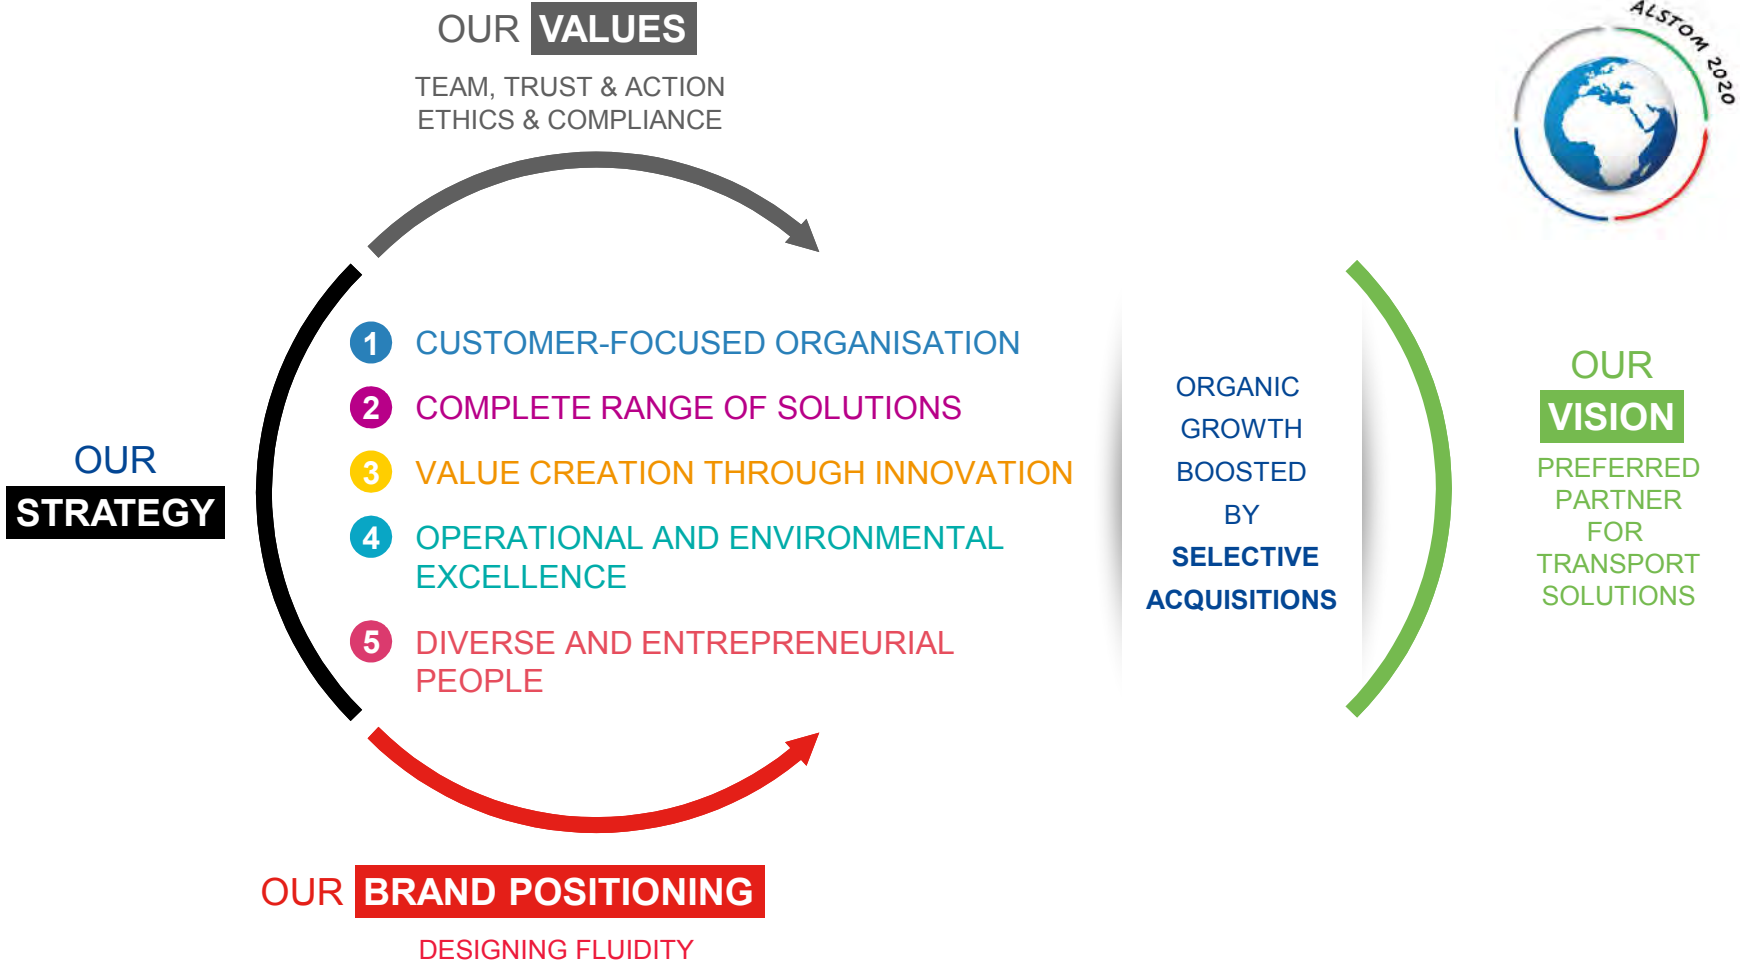 OUR VALUES
TEAM, TRUST & ACTION
ETHICS & COMPLIANCE
ALSTOM 2020
OUR
STRATEGY
1 CUSTOMER-FOCUSED ORGANISATION
2 COMPLETE RANGE OF SOLUTIONS
3 VALUE CREATION THROUGH INNOVATION
4 OPERATIONAL AND ENVIRONMENTAL
EXCELLENCE
5 DIVERSE AND ENTREPRENEURIAL
PEOPLE
ORGANIC
GROWTH
BOOSTED
BY
SELECTIVE
ACQUISITIONS
OUR
VISION
PREFERRED
PARTNER
FOR
TRANSPORT
SOLUTIONS
OUR BRAND POSITIONING
DESIGNING FLUIDITY